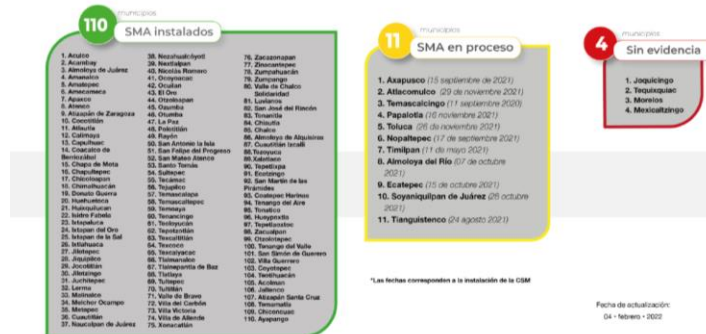 municipios
110
SMA instalados
1. Aculco
2. Acambay
3. Almoloya de Juárez
4. Amanalco
5. Amatepec
6. Amecameca
7. Apaxco
8. Atenco
9. Atizapán de Zaragoza
10. Cocotitlán
11. Atlautla
12. Calimaya
13. Capulhuac
14. Coacalco de
Berriozábal
15. Chapa de Mota
16. Chapultepec
17. Chicoloapan
18. Chimalhuacán
19. Donato Guerra
20. Huehuetoca
21. Huixquilucan
22. Isidro Fabela
23. Ixtapaluca
24. Ixtapan del Oro
25. Ixtapan de la Sal
26. Ixtlahuaca
27. Jilotepec
28. Jiquipilco
29. Jocotitlán
30. Jilotzingo
31. Juchitepec
32. Lerma
33. Malinalco
34. Melchor Ocampo
35. Metepec
36. Cuautitlán
37. Naucalpan de Juárez
38. Nezahualcóyotl
39. Nextlalpan
40. Nicolás Romero
41. Ocoyoacac
42. Ocuilan
43. El Oro
44. Otzoloapan
45. Ozumba
46. Otumba
47. La Paz
48. Polotitlán
49. Rayón
50. San Antonio la Isla
51. San Felipe del Progreso
52. San Mateo Atenco
53. Santo Tomás
54. Sultepec
55. Tecámac
56. Tejupilco
57. Temascalapa
58. Temascaltepec
59. Temoaya
60. Tenancingo
61. Teoloyucán
62. Tepotzotlán
63. Texcaltitlán
64. Texcoco
65. Texcalyacac
66. Tlalmanalco
67. Tlalnepantla de Baz
68. Tlatlaya
69. Tultepec
70. Tultitlán
71. Valle de Bravo
72. Villa del Carbón
73. Villa Victoria
74. Villa de Allende
75. Xonacatlán
76. Zacazonapan
77. Zinacantepec
78. Zumpahuacán
79. Zumpango
80. Valle de Chalco
Solidaridad
81. Luvianos
82. San José del Rincón
83. Tonanitla
84. Chiautla
85. Chalco
86. Almoloya de Alquisiras
87. Cuautitlán Izcalli
88. Tezoyuca
89. Xalatlaco
90. Tepetlixpa
91. Ecatzingo
92. San Martín de las
Pirámides
93. Coatepec Harinas
94. Tenango del Aire
95. Tonatico
96. Hueypoxtla
97. Tepetlaoxtoc
98. Zacualpan
99. Otzolotepec
100. Tenango del Valle
101. San Simón de Guerrero
102. Villa Guerrero
103. Coyotepec
104. Teotihuacán
105. Acolman
106. Jaltenco
107. Atizapán Santa Cruz
108. Temamatla
109. Chiconcuac
110. Ayapango
municipios
11
SMA en proceso
1. Axapusco (15 septiembre de 2021)
2. Atlacomulco (29 de noviembre 2021)
3. Temascalcingo (11 septiembre 2020)
4. Papalotla (16 noviembre 2021)
5. Toluca (26 de noviembre 2021)
6. Nopaltepec (17 de septiembre 2021)
7. Timilpan (11 de mayo 2021)
8. Almoloya del Río (07 de octubre
2021)
9. Ecatepec (15 de octubre 2021)
10. Soyaniquilpan de Juárez (26 octubre
2021)
11. Tianguistenco (24 agosto 2021)
*Las fechas corresponden a la instalación de la CSM
municipios
4
Sin evidencia
1. Joquicingo
2. Tequixquiac
3. Morelos
4. Mexicaltzingo
Fecha de actualización:
04 - febrero - 2022